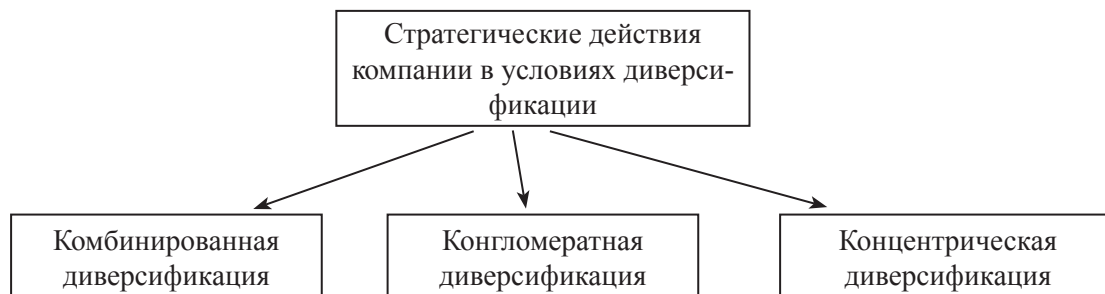 Стратегические действия
компании в условиях диверси-
фикации
Комбинированная
диверсификация
Конгломератная
диверсификация
Концентрическая
диверсификация